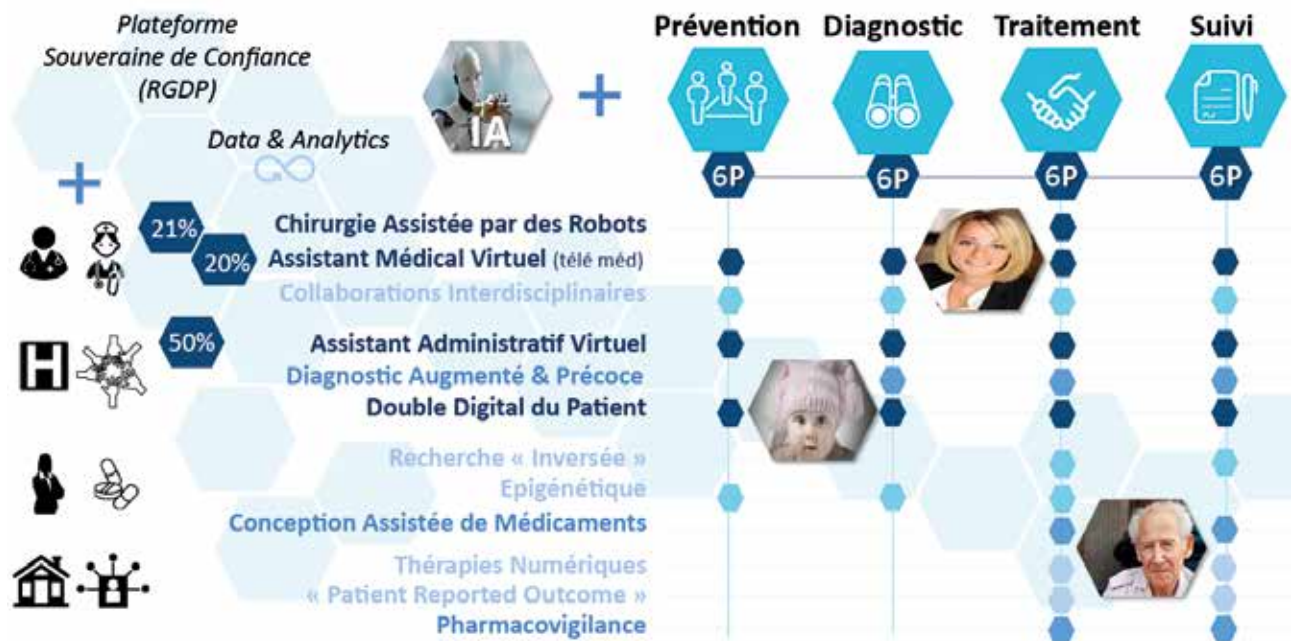 Plateforme
Souveraine de Confiance
(RGDP)
Data & Analytics
IA
Prévention
Diagnostic
Traitement
Suivi
6P
6P
6P
6P
21%
20%
Chirurgie Assistée par des Robots
Assistant Médical Virtuel (télé méd)
Collaborations Interdisciplinaires
H
50%
Assistant Administratif Virtuel
Diagnostic Augmenté & Précoce
Double Digital du Patient
Recherche « Inversée »
Epigénétique
Conception Assistée de Médicaments
Thérapies Numériques
« Patient Reported Outcome »
Pharmacovigilance